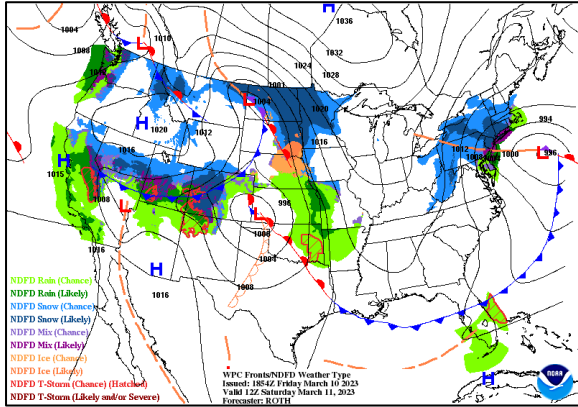 1036
1004
1010
L
1008
1032
1016
1024
1028
1001
L
1004
1020
H
1020
1012
1016
994
1016
1012
1008
1000
L
996
H
1015
1008
996
L
L
1000
1016
1004
H
1016
1008
NDFD Rain (Chance)
NDFD Rain (Likely)
NDFD Snow (Chance)
NDFD Snow (Likely)
NDFD Mix (Chance)
NDFD Mix (Likely)
NDFD Ice (Chance)
NDFD Ice (Likely)
NDFD T-Storm (Chance) (Hatched)
NDFD T-Storm (Likely and/or Severe)
WPC Fronts/NDFD Weather Type
Issued: 1854Z Friday March 10 2023
Valid 12Z Saturday March 11, 2023
Forecaster: ROTH
H
NOAA